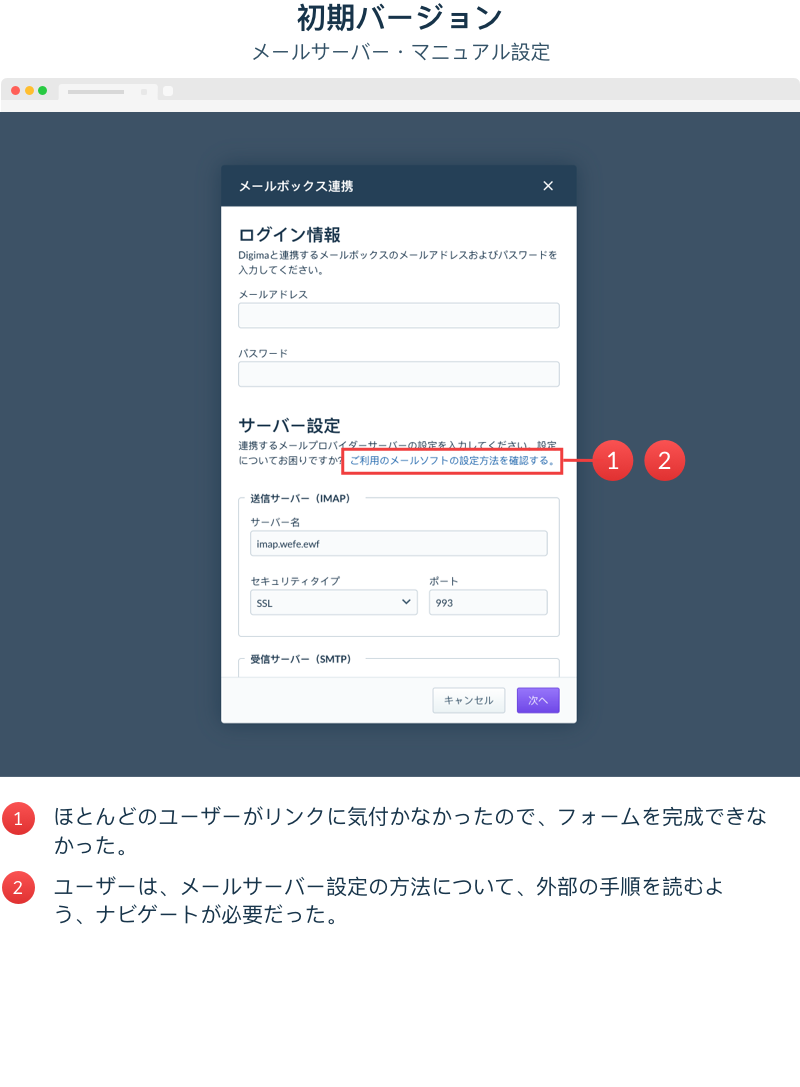 初期バージョン
メールサーバー・マニュアル設定
メールボックス連携
ログイン情報
Digimaと連携するメールボックスのメールアドレスおよびパスワードを
入力してください。
メールアドレス
パスワード
サーバー設定
連携するメールプロバイダーサーバーの設定を入力してください。設定
についてお困りですか?ご利用のメールソフトの設定方法を確認する。
1 2
送信サーバー（IMAP）
サーバー名
imap.wefe.ewf
セキュリティタイプ ポート
SSL 993
受信サーバー（SMTP）
キャンセル 次へ
1 ほとんどのユーザーがリンクに気付かなかったので、フォームを完成できな
かった。
2 ユーザーは、メールサーバー設定の方法について、外部の手順を読むよ
う、ナビゲートが必要だった。